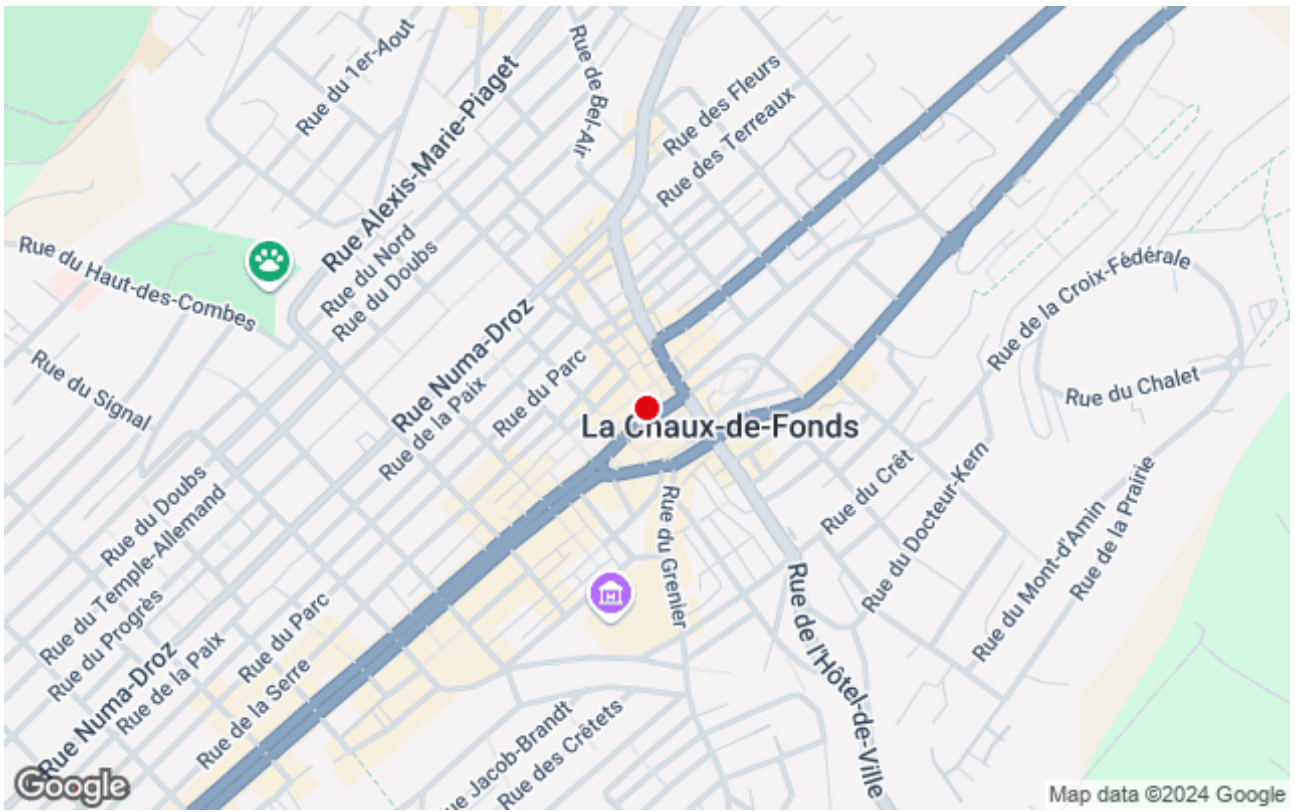 Rue du 1er-Aout
Rue Alexis-Marie-Piaget
Rue de Bel-Air
Rue des Fleurs
Rue des Terreaux
Rue du Haut-des-Combes
Rue du Nord
Rue du Doubs
Rue de la Croix-Fédérale
Rue du Signal
Rue Numa-Droz
Rue de la Paix
Rue du Parc
Rue du Chalet
La Chaux-de-Fonds
Rue du Doubs
Rue du Temple-Allemand
Rue du Progrès
Rue Numa-Droz
Rue de la Paix
Rue du Parc
Rue de la Serre
Rue du Grenier
Rue du Crêt
Rue du Docteur-Kern
Rue du Mont-d'Amin
Rue de la Prairie
Rue de l'Hôtel-de-Ville
Rue Jacob-Brandt
Rue des Crêtets
Google
Map data ©2024 Google